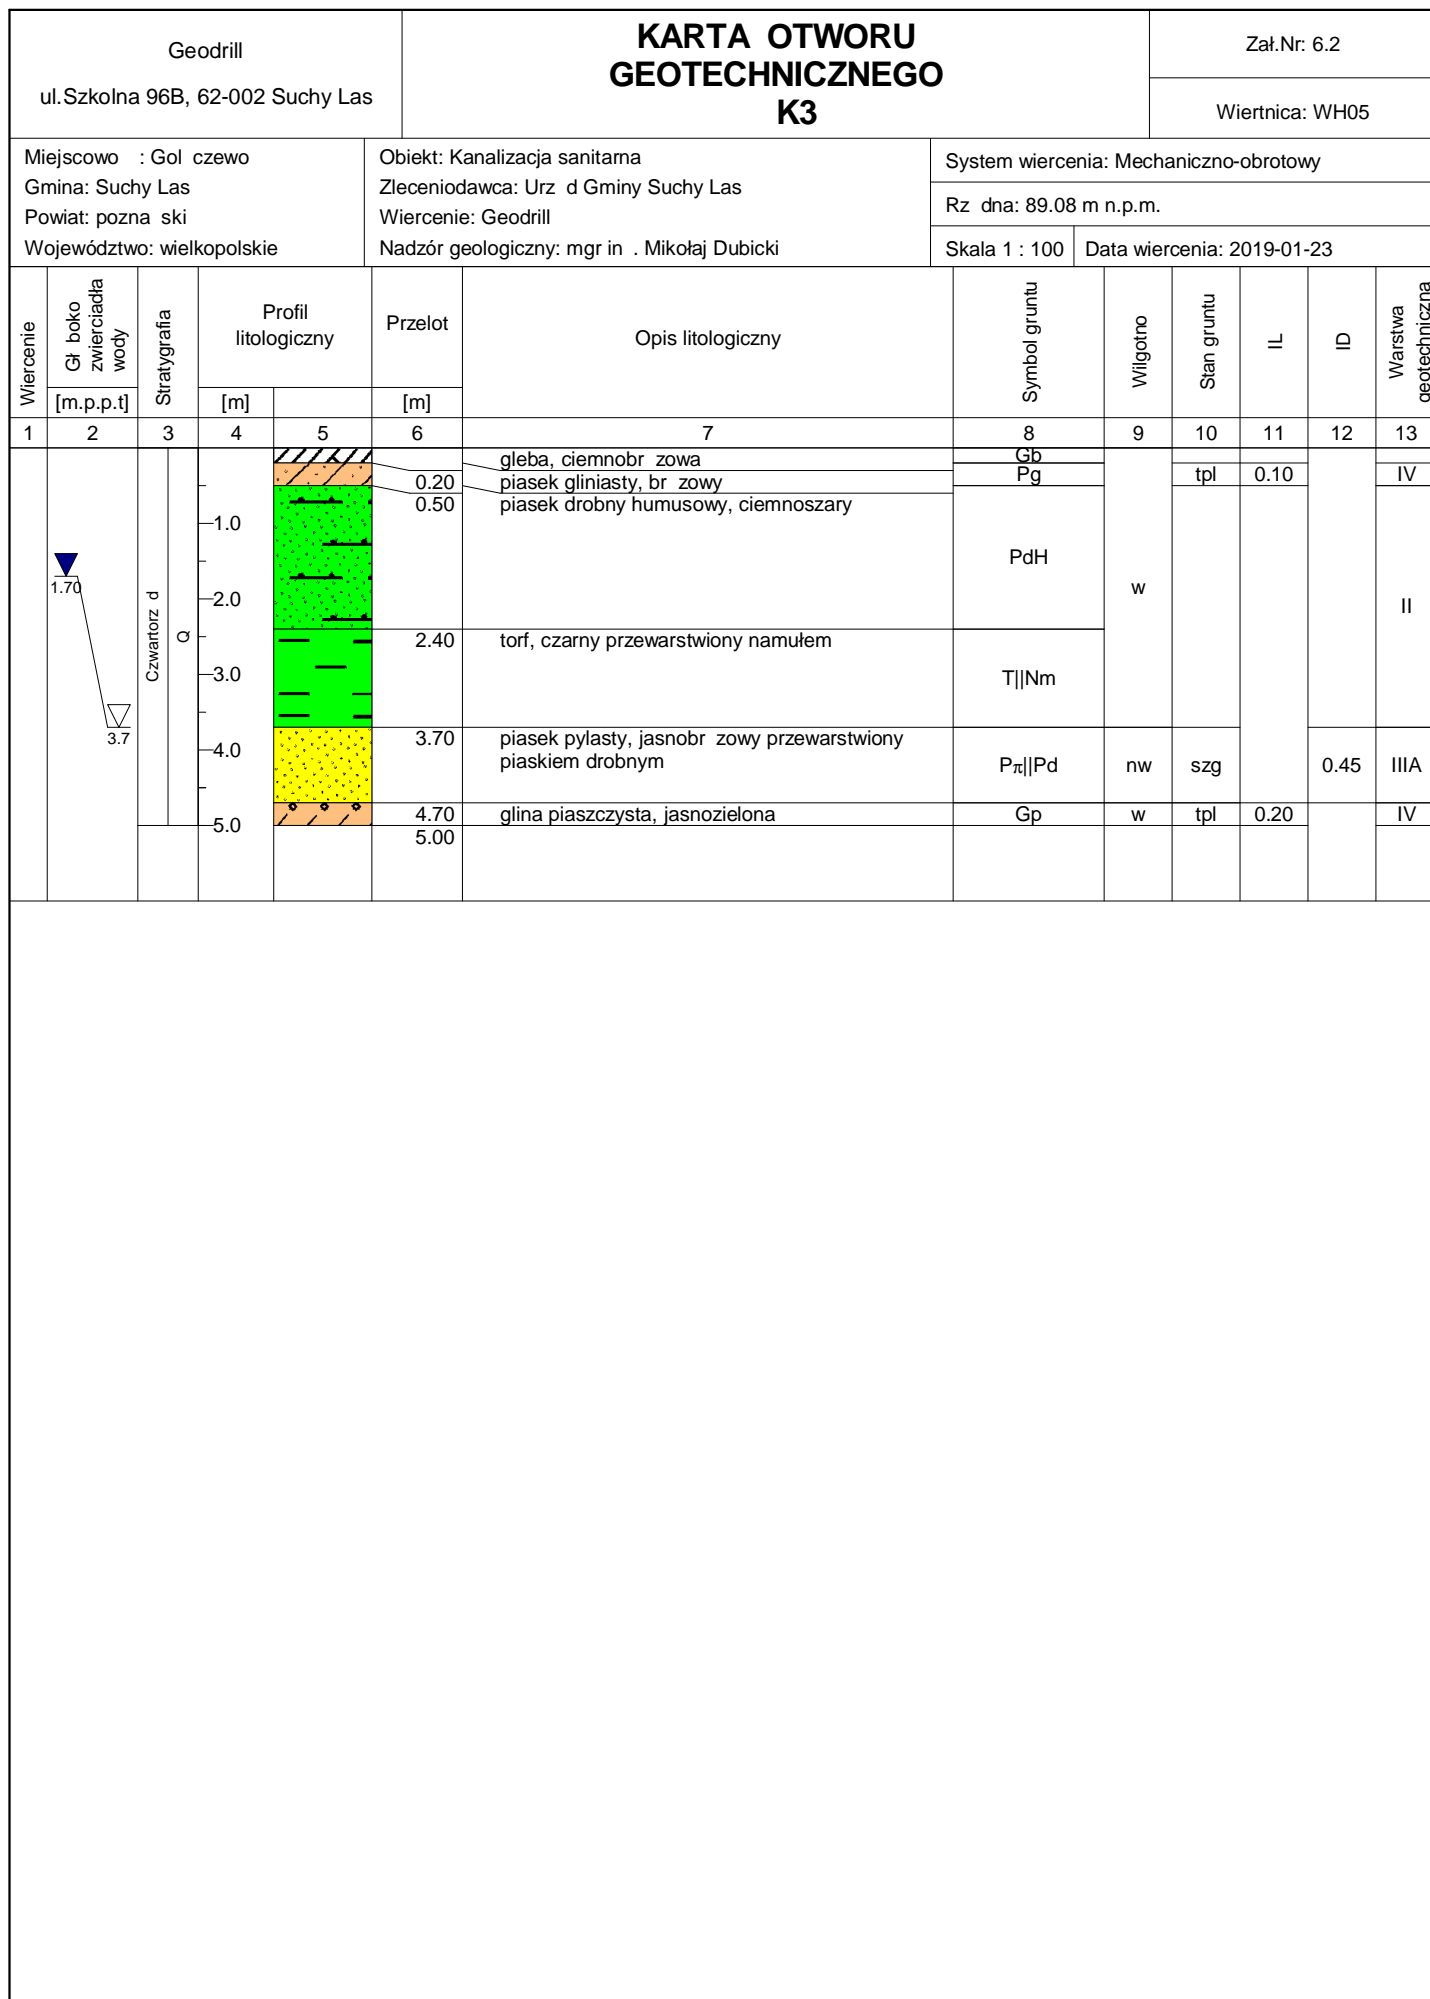 Geodrill
ul.Szkolna 96B, 62-002 Suchy Las
KARTA OTWORU
GEOTECHNICZNEGO
K3
Zał.Nr: 6.2
Wiertnica: WH05
Miejscowo : Gol czewo
Gmina: Suchy Las
Powiat: pozna ski
Województwo: wielkopolskie
Obiekt: Kanalizacja sanitarna
Zleceniodawca: Urz d Gminy Suchy Las
Wiercenie: Geodrill
Nadzór geologiczny: mgr in . Mikołaj Dubicki
System wiercenia: Mechaniczno-obrotowy
Rz dna: 89.08 m n.p.m.
Skala 1 : 100 Data wiercenia: 2019-01-23
Wiercenie
Gł boko
zwierciadła
wody
[m.p.p.t]
Stratygrafia
Profil
litologiczny
[m]
Przelot
[m]
Opis litologiczny
Symbol gruntu
Wilgotno
Stan gruntu
IL
ID
Warstwa
geotechniczna
1 2 3 4 5 6 7 8 9 10 11 12 13
gleba, ciemnobr zowa Gb
0.20 piasek gliniasty, br zowy Pg tpl 0.10 IV
0.50 piasek drobny humusowy, ciemnoszary
1.0
PdH
1.70
w
2.0
II
Czwartorz d
Q
2.40 torf, czarny przewarstwiony namułem
3.0
T||Nm
3.7
3.70 piasek pylasty, jasnobr zowy przewarstwiony
piaskiem drobnym
4.0
Pπ||Pd nw szg 0.45 IIIA
4.70 glina piaszczysta, jasnozielona Gp w tpl 0.20 IV
5.0
5.00